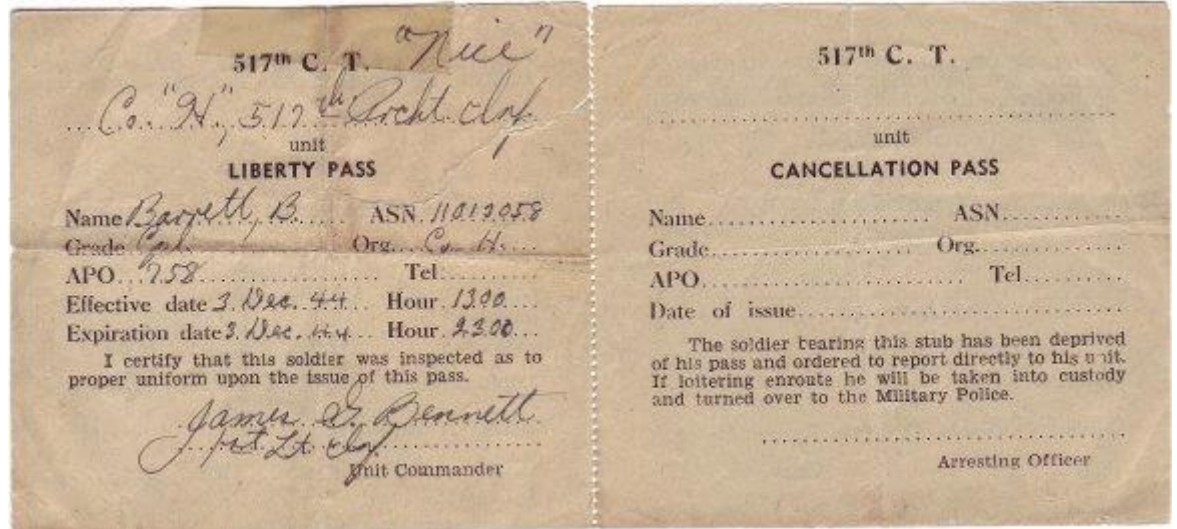 517th C. T. "Nice"
Co. "H", 517th Prcht. Inf.
unit
LIBERTY PASS
Name Barrett, B. ASN 11013058
Grade Cpl. Org. Co. H.
APO 758 Tel
Effective date 3 Dec. 44 Hour 1300
Expiration date 3 Dec. 44 Hour 2300
I certify that this soldier was inspected as to
proper uniform upon the issue of this pass.
James G. Bennett
1st Lt. Inf
Unit Commander
517th C. T.
unit
CANCELLATION PASS
Name ASN
Grade Org.
APO Tel
Date of issue
The soldier bearing this stub has been deprived
of his pass and ordered to report directly to his unit.
If loitering enroute he will be taken into custody
and turned over to the Military Police.
Arresting Officer